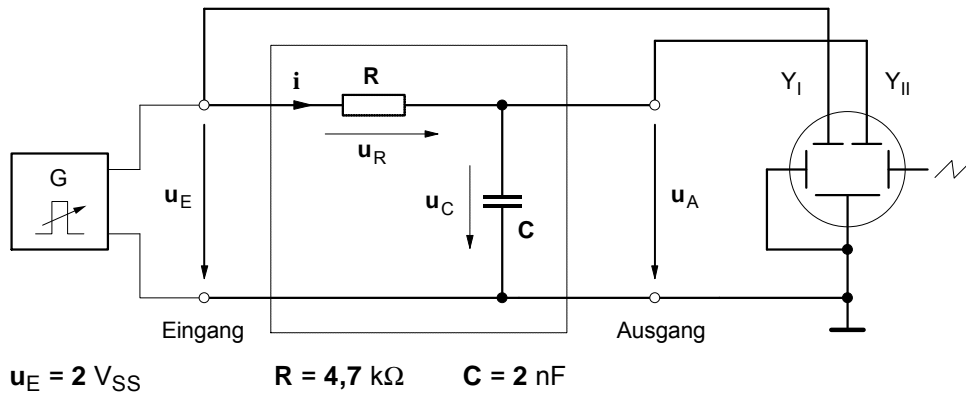 Y_I Y_II
i R
u_R
G
u_E u_C u_A
C
Eingang Ausgang
u_E = 2 V_SS R = 4,7 kΩ C = 2 nF